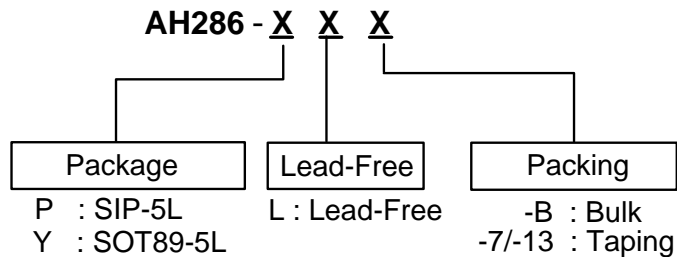 AH286 - X X X
Package Lead-Free Packing
P : SIP-5L L : Lead-Free -B : Bulk
Y : SOT89-5L -7/-13 : Taping